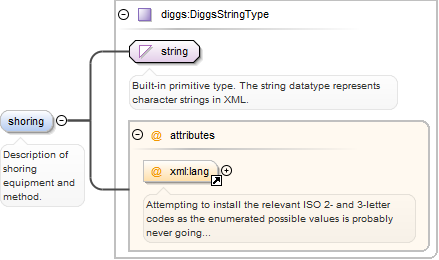 diggs:DiggsStringType
string
Built-in primitive type. The string datatype represents
character strings in XML.
shoring
Description of
shoring
equipment and
method.
@ attributes
@ xml:lang
Attempting to install the relevant ISO 2- and 3-letter
codes as the enumerated possible values is probably
never going...